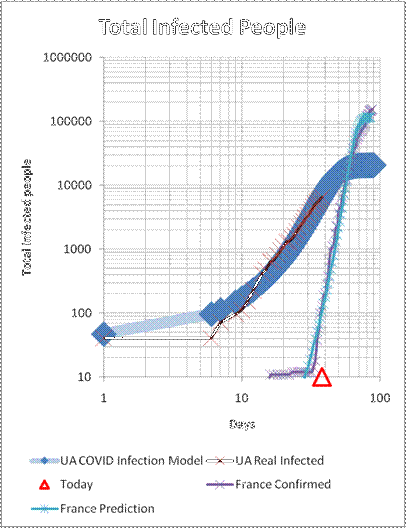 Total Infected People
1000000
100000
10000
1000
100
10
1 10 100
Total Infected people
Days
UA COVID Infection Model UA Real Infected
Today France Confirmed
France Prediction